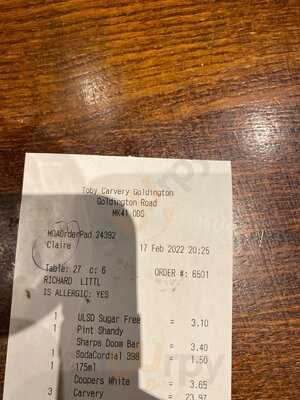 Toby Carvery Goldington
Goldington Road
MK41 0DS
MOAOrderPad 24392
Claire 17 Feb 2022 20:25
Table: 27 c: 6 ORDER #: 6501
RICHARD LITTL
IS ALLERGIC: YES
1 ULSD Sugar Free = 3.10
1 Pint Shandy
Sharps Doom Bar = 3.40
1 SodaCordial 398 = 1.50
1 175ml
Coopers White = 3.65
3 Carvery = 23.97